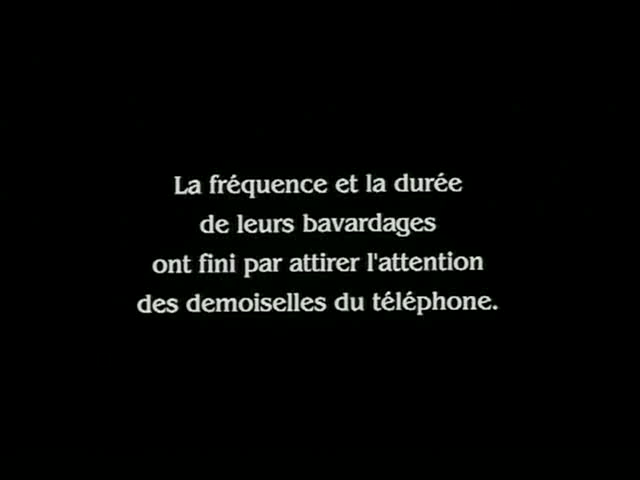 La fréquence et la durée
de leurs bavardages
ont fini par attirer l'attention
des demoiselles du téléphone.